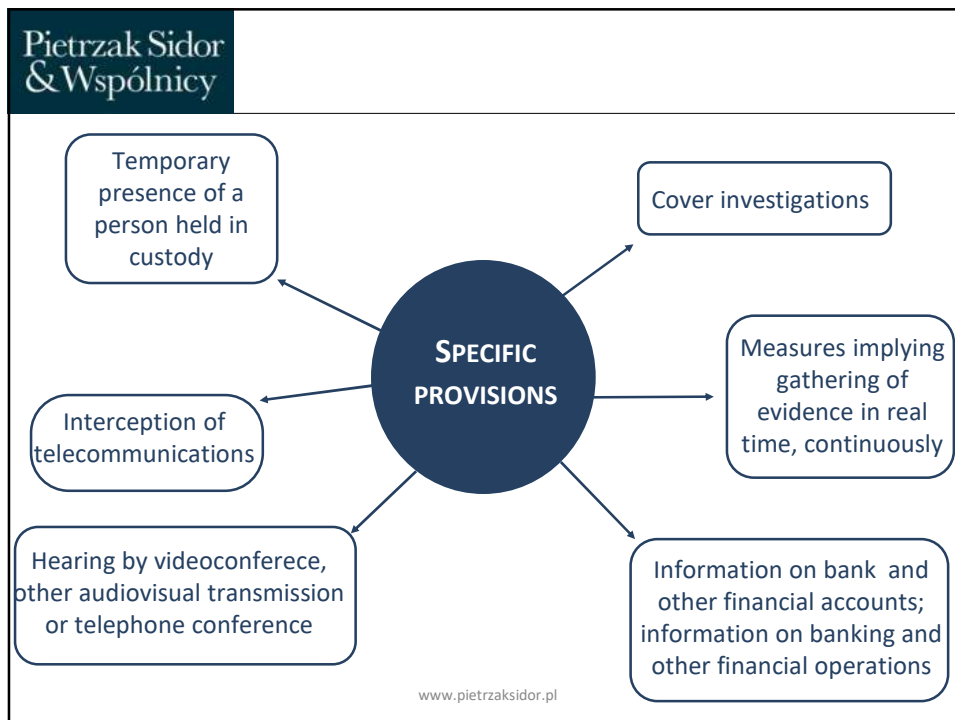 Pietrzak Sidor
& Wspólnicy
Temporary
presence of a
person held in
custody
Cover investigations
SPECIFIC
PROVISIONS
Measures implying
gathering of
evidence in real
time, continuously
Interception of
telecommunications
Hearing by videoconferece,
other audiovisual transmission
or telephone conference
Information on bank and
other financial accounts;
information on banking and
other financial operations
www.pietrzaksidor.pl